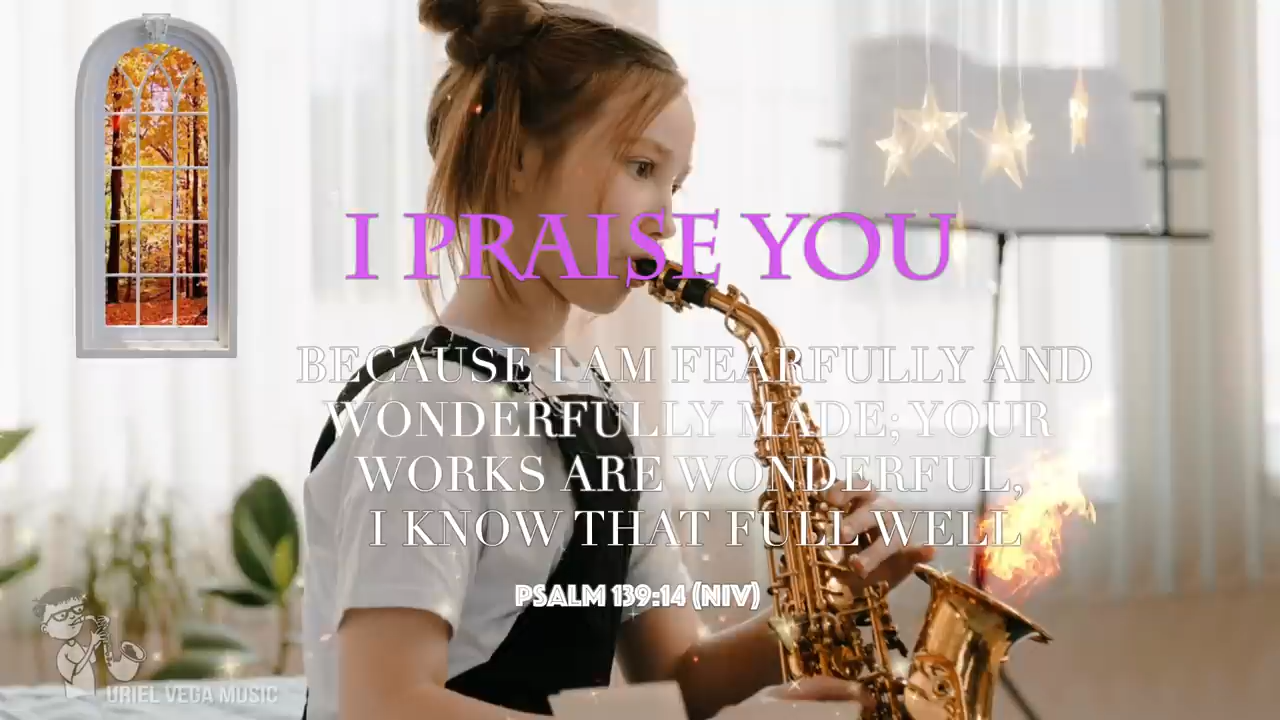 I PRAISE YOU
BECAUSE I AM FEARFULLY AND
WONDERFULLY MADE; YOUR
WORKS ARE WONDERFUL,
I KNOW THAT FULL WELL
PSALM 139:14 (NIV)
URIEL VEGA MUSIC